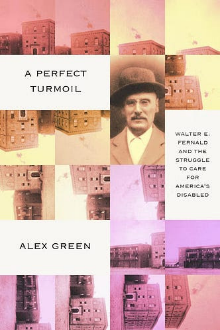 A PERFECT
TURMOIL
WALTER E.
FERNALD
AND THE
STRUGGLE
TO CARE
FOR
AMERICA'S
DISABLED
ALEX GREEN